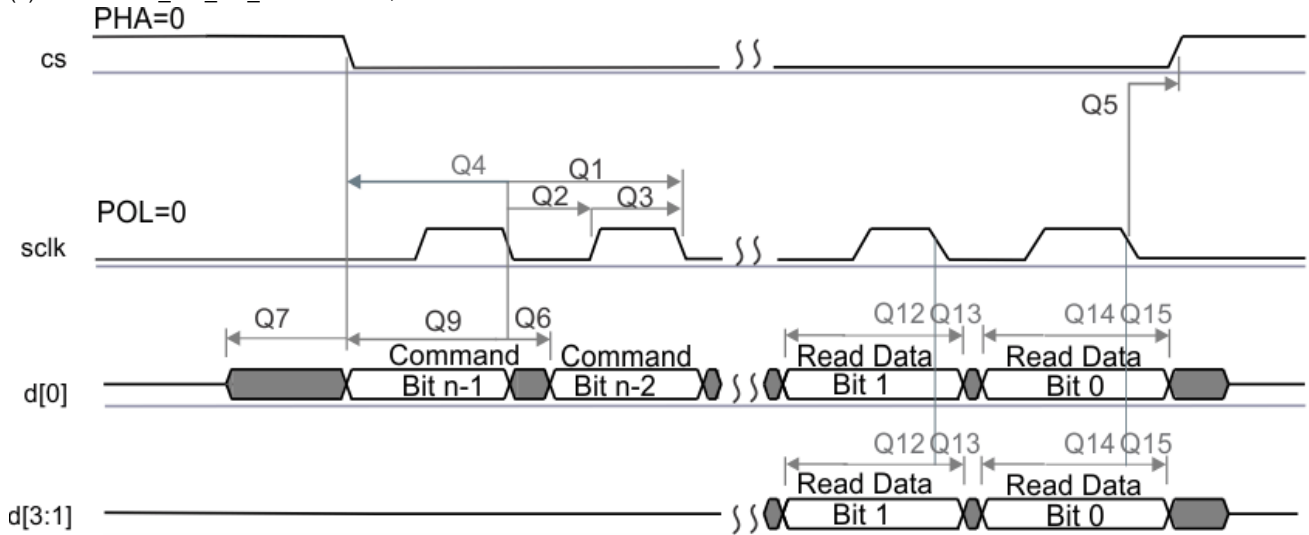 PHA=0
cs
Q5
Q4 Q1
Q2 Q3
POL=0
sclk
Q7 Q9 Q6 Q12 Q13 Q14 Q15
Command Command Read Data Read Data
d[0] Bit n-1 Bit n-2 Bit 1 Bit 0
Q12 Q13 Q14 Q15
Read Data Read Data
d[3:1] Bit 1 Bit 0